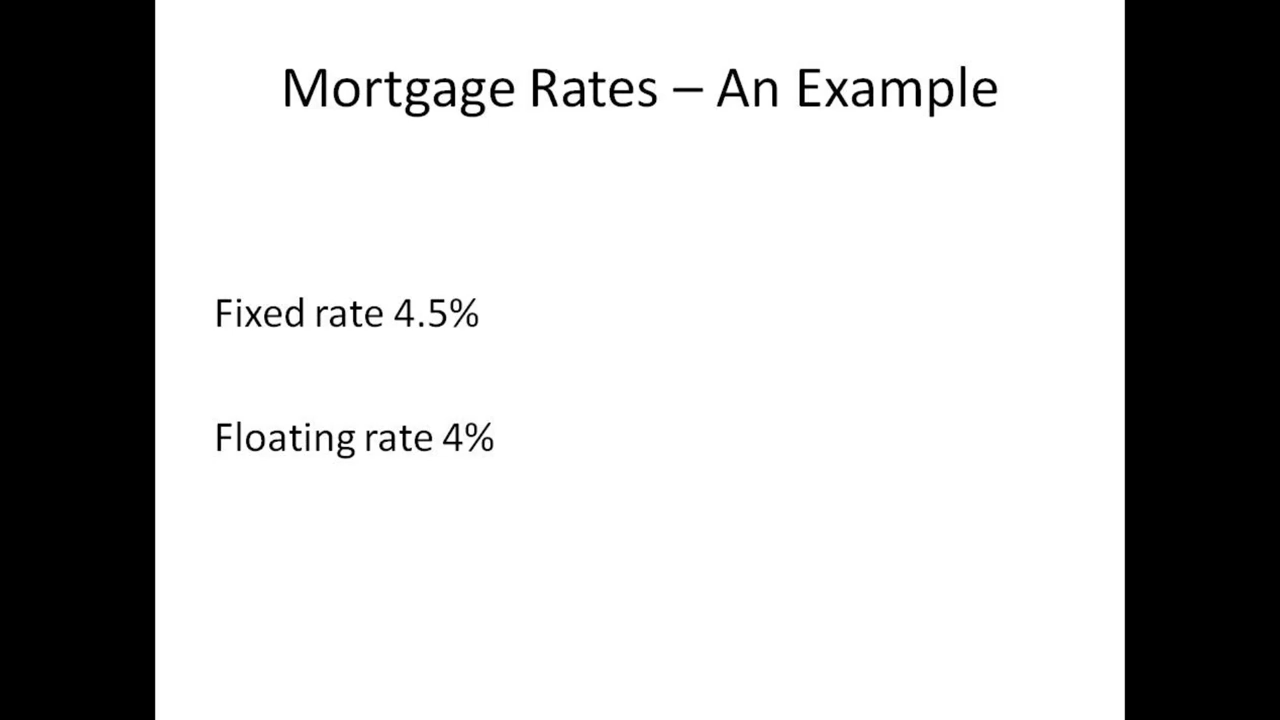 Mortgage Rates – An Example
Fixed rate 4.5%
Floating rate 4%